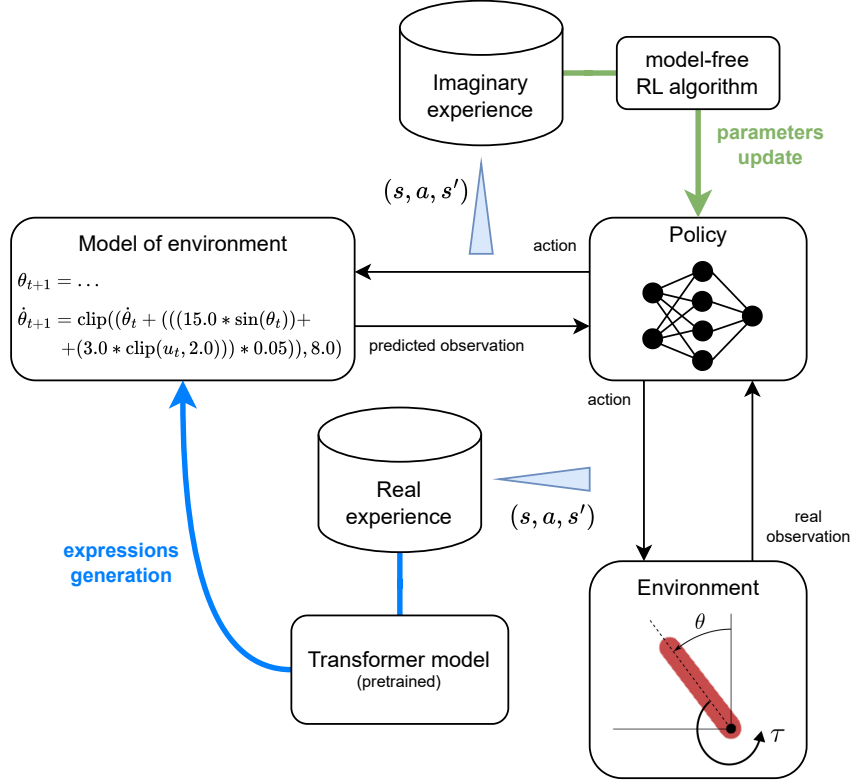 Imaginary
experience
model-free
RL algorithm
parameters
update
(s, a, s′)
Model of environment
θ_{t+1} = …
θ̇_{t+1} = clip((θ̇_t + (((15.0 * sin(θ_t))+
+(3.0 * clip(u_t, 2.0))) * 0.05)), 8.0)
action
predicted observation
Policy
action
real
observation
Real
experience
(s, a, s′)
expressions
generation
Transformer model
(pretrained)
Environment
θ
τ